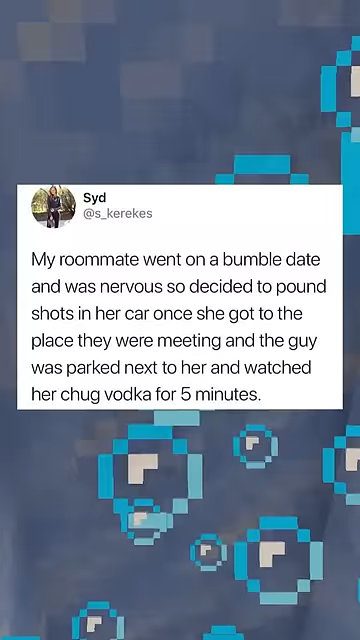 Syd
@s_kerekes
My roommate went on a bumble date
and was nervous so decided to pound
shots in her car once she got to the
place they were meeting and the guy
was parked next to her and watched
her chug vodka for 5 minutes.